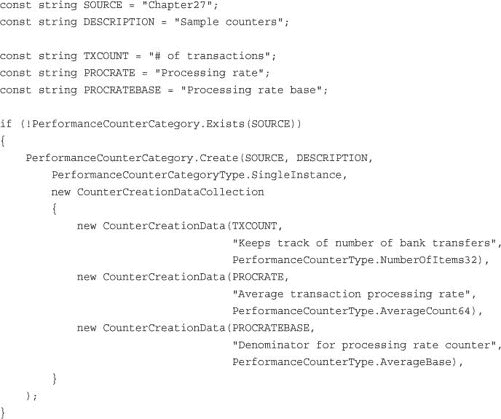 const string SOURCE = "Chapter27";
const string DESCRIPTION = "Sample counters";

const string TXCOUNT = "# of transactions";
const string PROCRATE = "Processing rate";
const string PROCRATEBASE = "Processing rate base";

if (!PerformanceCounterCategory.Exists(SOURCE))
{
    PerformanceCounterCategory.Create(SOURCE, DESCRIPTION,
        PerformanceCounterCategoryType.SingleInstance,
        new CounterCreationDataCollection
        {
            new CounterCreationData(TXCOUNT,
                                    "Keeps track of number of bank transfers",
                                    PerformanceCounterType.NumberOfItems32),
            new CounterCreationData(PROCRATE,
                                    "Average transaction processing rate",
                                    PerformanceCounterType.AverageCount64),
            new CounterCreationData(PROCRATEBASE,
                                    "Denominator for processing rate counter",
                                    PerformanceCounterType.AverageBase),
        }
    );
}